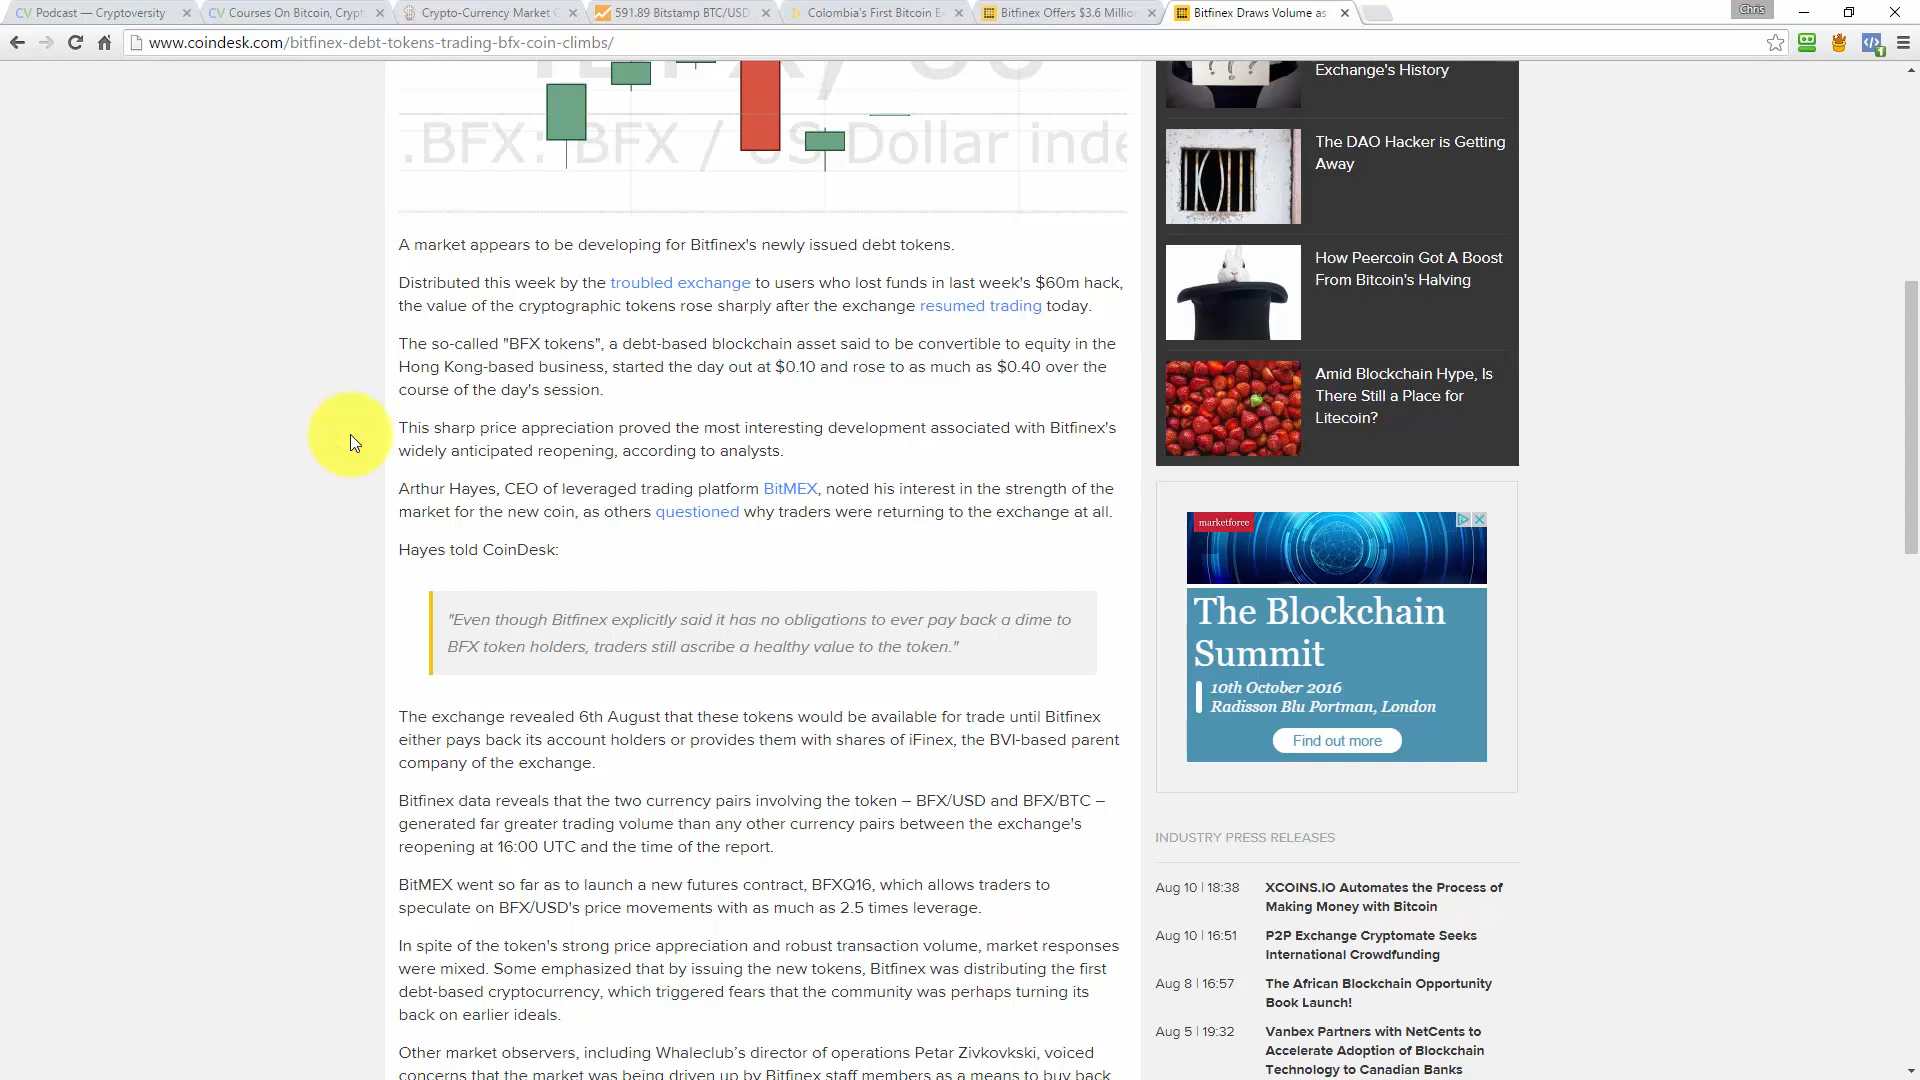 CV Podcast — Cryptoversity
CV Courses On Bitcoin, Crypt
Crypto-Currency Market C
591.89 Bitstamp BTC/USD
Colombia's First Bitcoin E
Bitfinex Offers $3.6 Million
Bitfinex Draws Volume as
Chris
www.coindesk.com/bitfinex-debt-tokens-trading-bfx-coin-climbs/
.BFX: BFX / US Dollar inde
A market appears to be developing for Bitfinex's newly issued debt tokens.
Distributed this week by the troubled exchange to users who lost funds in last week's $60m hack,
the value of the cryptographic tokens rose sharply after the exchange resumed trading today.
The so-called "BFX tokens", a debt-based blockchain asset said to be convertible to equity in the
Hong Kong-based business, started the day out at $0.10 and rose to as much as $0.40 over the
course of the day's session.
This sharp price appreciation proved the most interesting development associated with Bitfinex's
widely anticipated reopening, according to analysts.
Arthur Hayes, CEO of leveraged trading platform BitMEX, noted his interest in the strength of the
market for the new coin, as others questioned why traders were returning to the exchange at all.
Hayes told CoinDesk:
"Even though Bitfinex explicitly said it has no obligations to ever pay back a dime to
BFX token holders, traders still ascribe a healthy value to the token."
The exchange revealed 6th August that these tokens would be available for trade until Bitfinex
either pays back its account holders or provides them with shares of iFinex, the BVI-based parent
company of the exchange.
Bitfinex data reveals that the two currency pairs involving the token – BFX/USD and BFX/BTC –
generated far greater trading volume than any other currency pairs between the exchange's
reopening at 16:00 UTC and the time of the report.
BitMEX went so far as to launch a new futures contract, BFXQ16, which allows traders to
speculate on BFX/USD's price movements with as much as 2.5 times leverage.
In spite of the token's strong price appreciation and robust transaction volume, market responses
were mixed. Some emphasized that by issuing the new tokens, Bitfinex was distributing the first
debt-based cryptocurrency, which triggered fears that the community was perhaps turning its
back on earlier ideals.
Other market observers, including Whaleclub's director of operations Petar Zivkovkski, voiced
concerns that the market was being driven up by Bitfinex staff members as a means to buy back
Exchange's History
The DAO Hacker is Getting
Away
How Peercoin Got A Boost
From Bitcoin's Halving
Amid Blockchain Hype, Is
There Still a Place for
Litecoin?
marketforce
The Blockchain
Summit
10th October 2016
Radisson Blu Portman, London
Find out more
INDUSTRY PRESS RELEASES
Aug 10 | 18:38 XCOINS.IO Automates the Process of
Making Money with Bitcoin
Aug 10 | 16:51 P2P Exchange Cryptomate Seeks
International Crowdfunding
Aug 8 | 16:57 The African Blockchain Opportunity
Book Launch!
Aug 5 | 19:32 Vanbex Partners with NetCents to
Accelerate Adoption of Blockchain
Technology to Canadian Banks